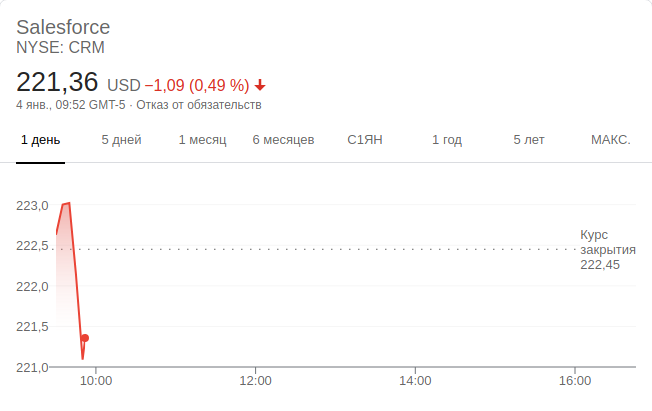 Salesforce
NYSE: CRM
221,36 USD −1,09 (0,49 %)
4 янв., 09:52 GMT-5 · Отказ от обязательств
1 день 5 дней 1 месяц 6 месяцев С1ЯН 1 год 5 лет МАКС.
223,0
Курс
222,5 закрытия
222,45
222,0
221,5
221,0
10:00 12:00 14:00 16:00